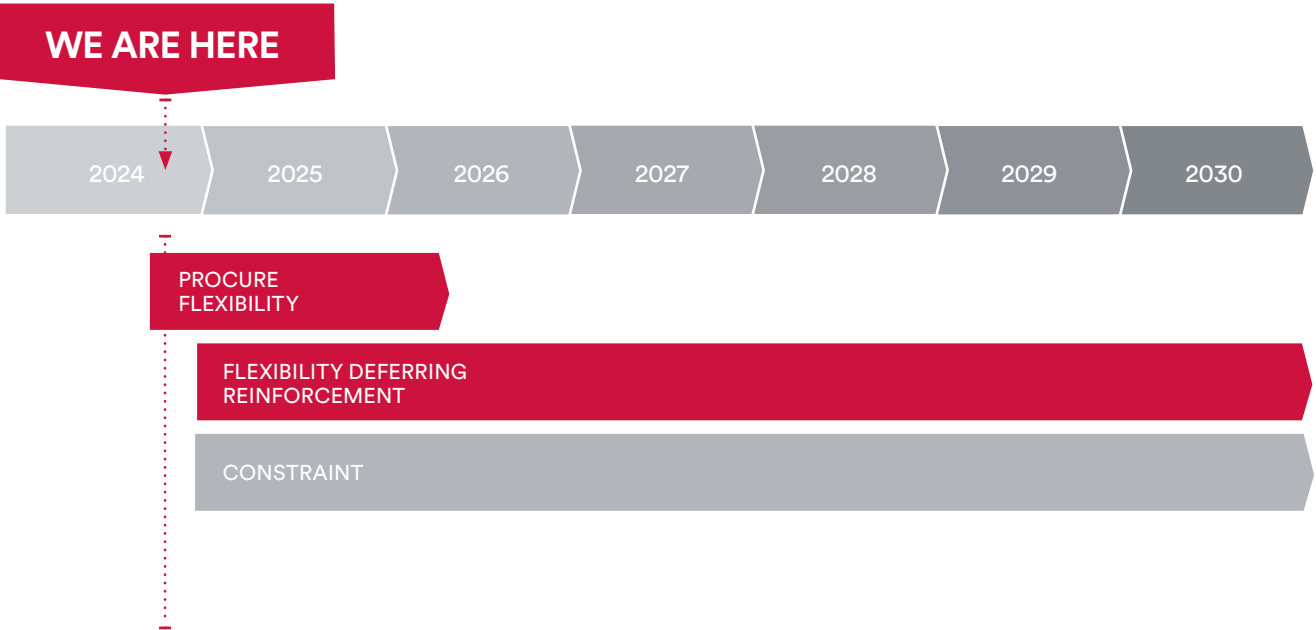 WE ARE HERE
2024 2025 2026 2027 2028 2029 2030
PROCURE
FLEXIBILITY
FLEXIBILITY DEFERRING
REINFORCEMENT
CONSTRAINT